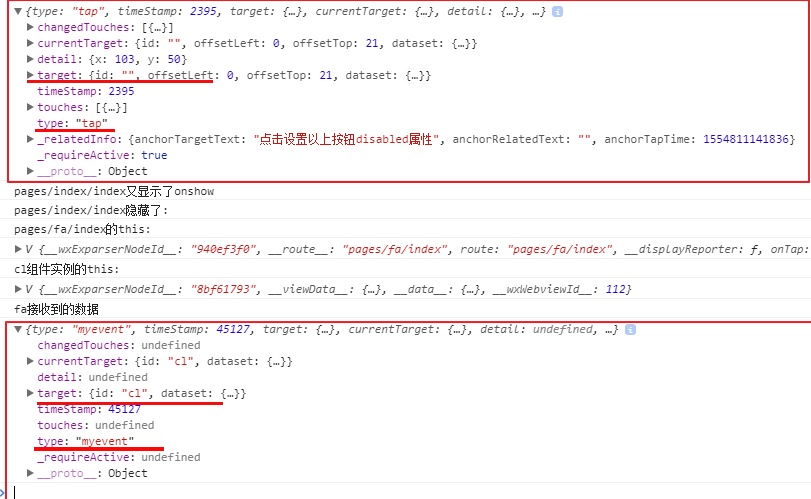 ▼{type: "tap", timeStamp: 2395, target: {…}, currentTarget: {…}, detail: {…}, …} i
▶changedTouches: [{…}]
▶currentTarget: {id: "", offsetLeft: 0, offsetTop: 21, dataset: {…}}
▶detail: {x: 103, y: 50}
▶target: {id: "", offsetLeft: 0, offsetTop: 21, dataset: {…}}
timeStamp: 2395
▶touches: [{…}]
type: "tap"
▶_relatedInfo: {anchorTargetText: "点击设置以上按钮disabled属性", anchorRelatedText: "", anchorTapTime: 1554811141836}
_requireActive: true
▶__proto__: Object
pages/index/index又显示了onshow
pages/index/index隐藏了:
pages/fa/index的this:
▶V {__wxExparserNodeId__: "940ef3f0", __route__: "pages/fa/index", route: "pages/fa/index", __displayReporter: ƒ, onTap:
cl组件实例的this:
▶V {__wxExparserNodeId__: "8bf61793", __viewData__: {…}, __data__: {…}, __wxWebviewId__: 112}
fa接收到的数据
▼{type: "myevent", timeStamp: 45127, target: {…}, currentTarget: {…}, detail: undefined, …} i
changedTouches: undefined
▶currentTarget: {id: "cl", dataset: {…}}
detail: undefined
▶target: {id: "cl", dataset: {…}}
timeStamp: 45127
touches: undefined
type: "myevent"
_requireActive: undefined
▶__proto__: Object